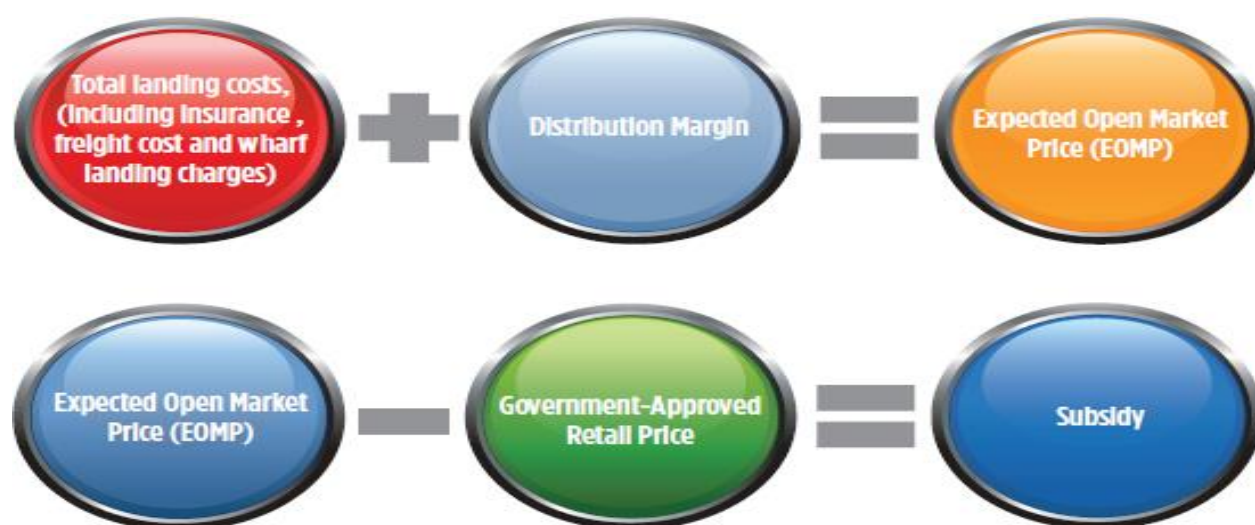 Total landing costs,
(including insurance ,
freight cost and wharf
landing charges)
Distribution Margin
Expected Open Market
Price (EOMP)
Expected Open Market
Price (EOMP)
Government-Approved
Retail Price
Subsidy